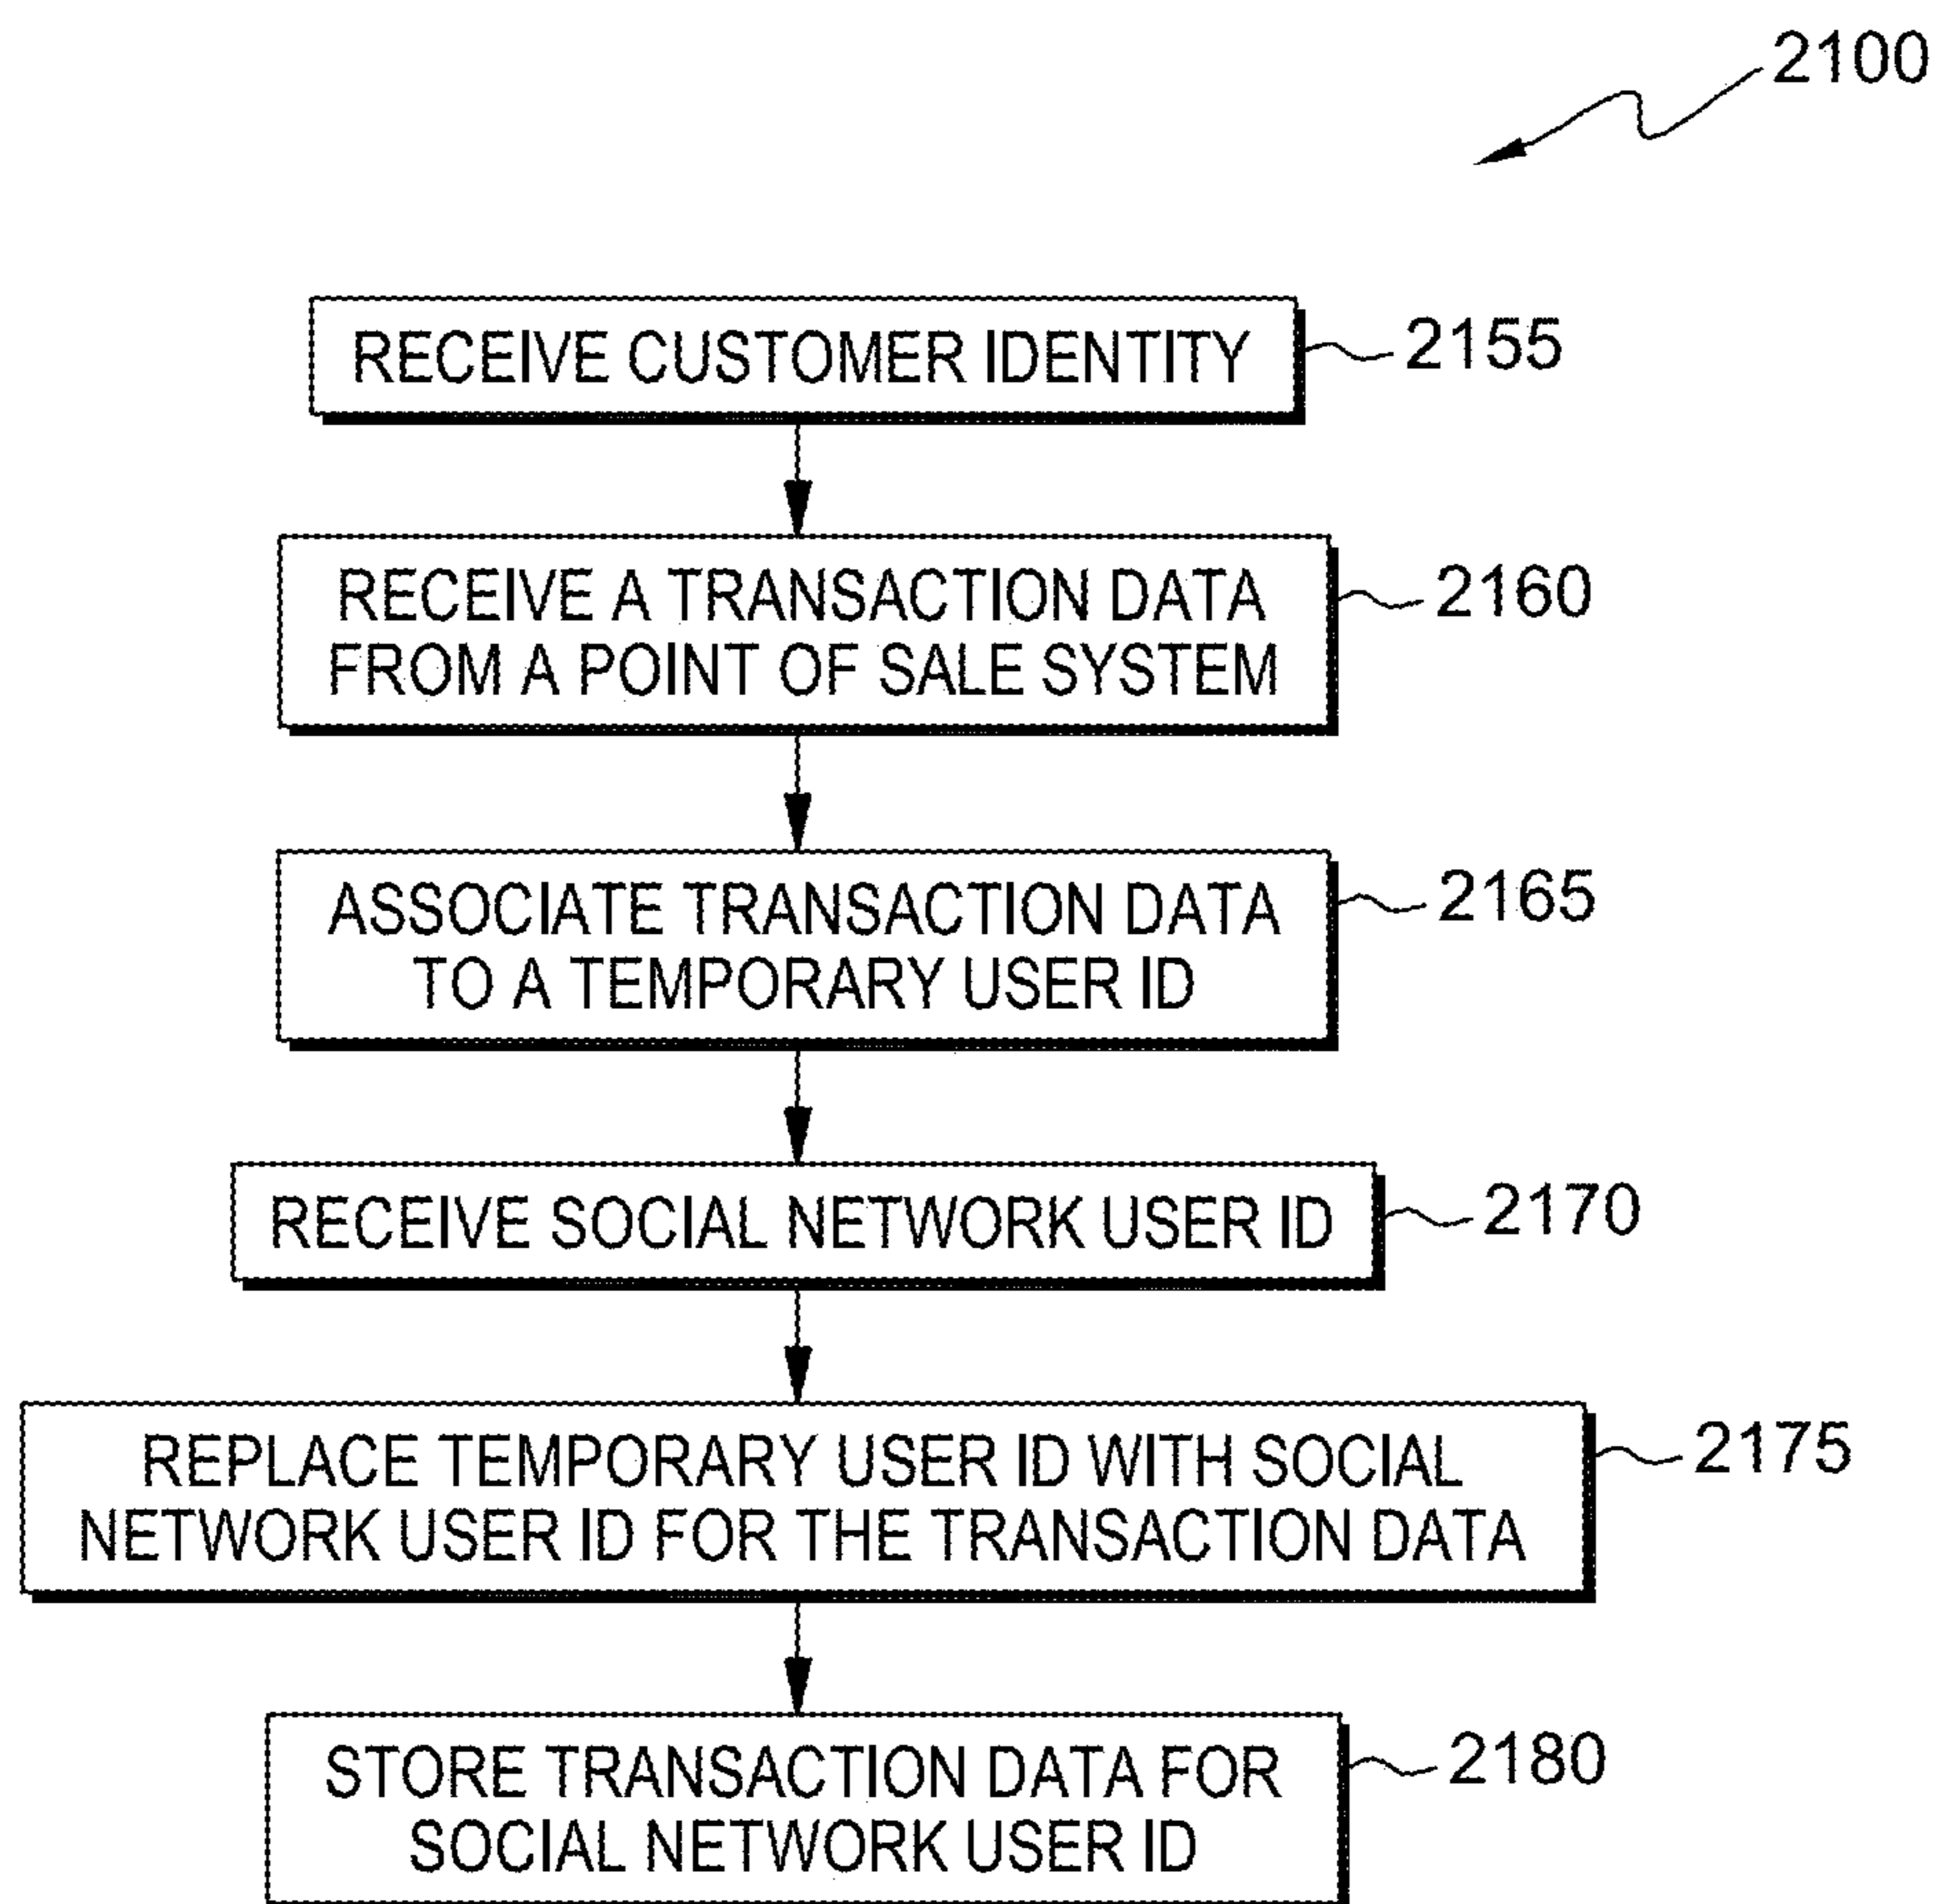 2100
RECEIVE CUSTOMER IDENTITY
2155
RECEIVE A TRANSACTION DATA
FROM A POINT OF SALE SYSTEM
2160
ASSOCIATE TRANSACTION DATA
TO A TEMPORARY USER ID
2165
RECEIVE SOCIAL NETWORK USER ID
2170
REPLACE TEMPORARY USER ID WITH SOCIAL
NETWORK USER ID FOR THE TRANSACTION DATA
2175
STORE TRANSACTION DATA FOR
SOCIAL NETWORK USER ID
2180